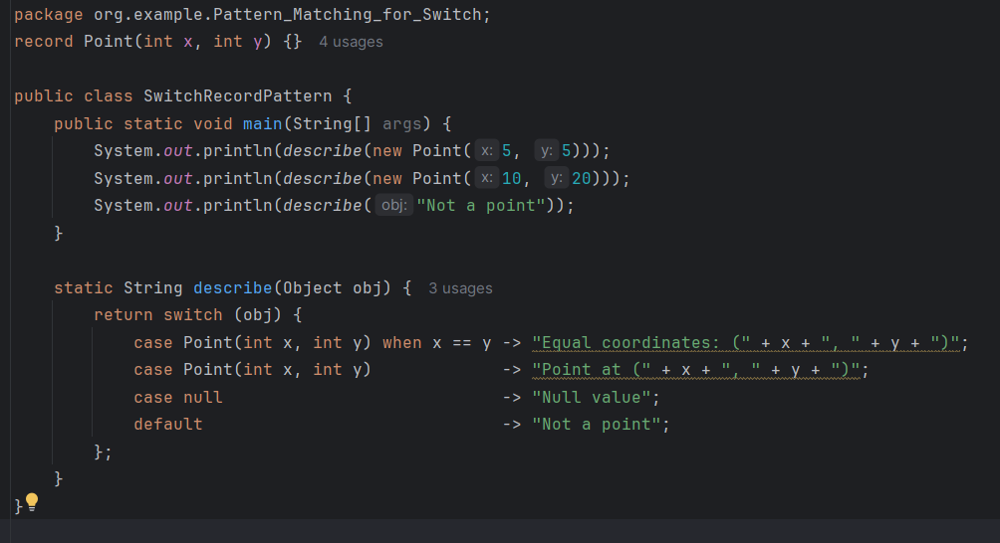 package org.example.Pattern_Matching_for_Switch;
record Point(int x, int y) {}  4 usages

public class SwitchRecordPattern {
    public static void main(String[] args) {
        System.out.println(describe(new Point( x: 5,  y: 5)));
        System.out.println(describe(new Point( x: 10,  y: 20)));
        System.out.println(describe( obj: "Not a point"));
    }

    static String describe(Object obj) {  3 usages
        return switch (obj) {
            case Point(int x, int y) when x == y -> "Equal coordinates: (" + x + ", " + y + ")";
            case Point(int x, int y)             -> "Point at (" + x + ", " + y + ")";
            case null                            -> "Null value";
            default                              -> "Not a point";
        };
    }
}